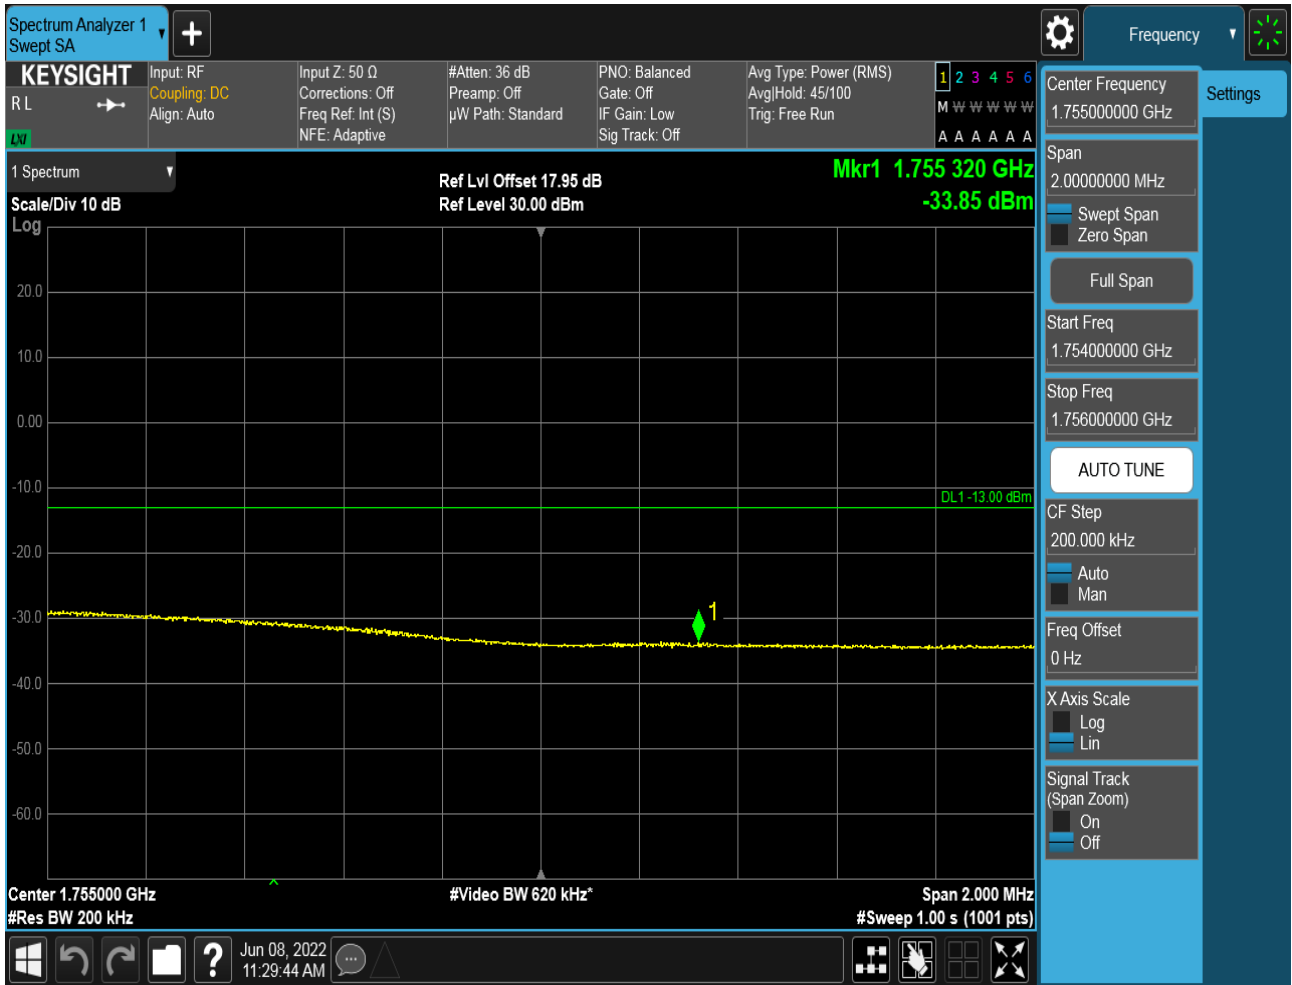 Spectrum Analyzer 1
Swept SA
Frequency
KEYSIGHT
R L
LXI
Input: RF
Coupling: DC
Align: Auto
Input Z: 50 Ω
Corrections: Off
Freq Ref: Int (S)
NFE: Adaptive
#Atten: 36 dB
Preamp: Off
µW Path: Standard
PNO: Balanced
Gate: Off
IF Gain: Low
Sig Track: Off
Avg Type: Power (RMS)
Avg|Hold: 45/100
Trig: Free Run
1 2 3 4 5 6
M W W W W W
A A A A A A
1 Spectrum
Scale/Div 10 dB
Log
Ref Lvl Offset 17.95 dB
Ref Level 30.00 dBm
Mkr1 1.755 320 GHz
-33.85 dBm
20.0
10.0
0.00
-10.0
DL1 -13.00 dBm
-20.0
-30.0
1
-40.0
-50.0
-60.0
Center 1.755000 GHz
#Res BW 200 kHz
#Video BW 620 kHz*
Span 2.000 MHz
#Sweep 1.00 s (1001 pts)
?
Jun 08, 2022
11:29:44 AM
Center Frequency
1.755000000 GHz
Settings
Span
2.00000000 MHz
Swept Span
Zero Span
Full Span
Start Freq
1.754000000 GHz
Stop Freq
1.756000000 GHz
AUTO TUNE
CF Step
200.000 kHz
Auto
Man
Freq Offset
0 Hz
X Axis Scale
Log
Lin
Signal Track
(Span Zoom)
On
Off